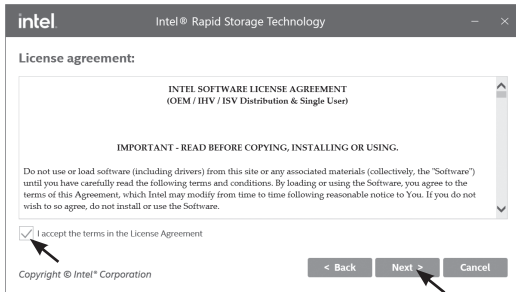 intel.
Intel® Rapid Storage Technology
License agreement:
INTEL SOFTWARE LICENSE AGREEMENT
(OEM / IHV / ISV Distribution & Single User)
IMPORTANT - READ BEFORE COPYING, INSTALLING OR USING.
Do not use or load software (including drivers) from this site or any associated materials (collectively, the "Software")
until you have carefully read the following terms and conditions. By loading or using the Software, you agree to the
terms of this Agreement, which Intel may modify from time to time following reasonable notice to You. If you do not
wish to so agree, do not install or use the Software.
I accept the terms in the License Agreement
Copyright © Intel® Corporation
< Back
Next >
Cancel